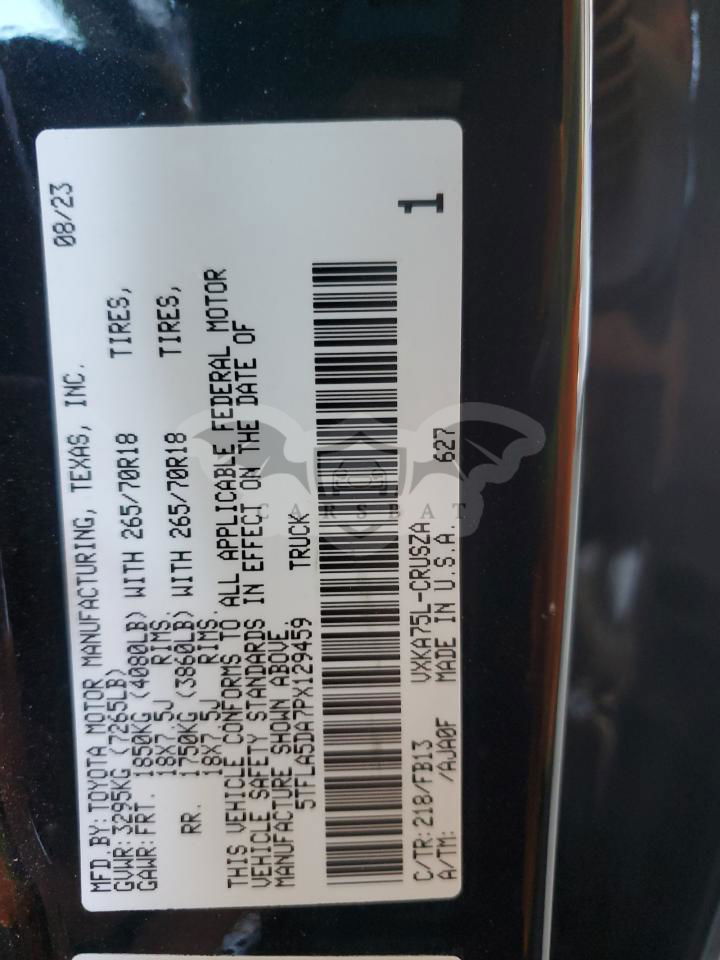 MFD.BY:TOYOTA MOTOR MANUFACTURING, TEXAS, INC. 08/23
GVWR:3295KG (7265LB)
GAWR:FRT. 1850KG (4080LB) WITH 265/70R18 TIRES,
18X7.5J RIMS.
RR. 1750KG (3860LB) WITH 265/70R18 TIRES,
18X7.5J RIMS.
THIS VEHICLE CONFORMS TO ALL APPLICABLE FEDERAL MOTOR
VEHICLE SAFETY STANDARDS IN EFFECT ON THE DATE OF
MANUFACTURE SHOWN ABOVE.
5TFLA5DA7PX129459 TRUCK
1
C/TR:218/FB13 VXKA75L-CRUSZA 627
A/TM: /AJA0F MADE IN U.S.A.
CARSBAT